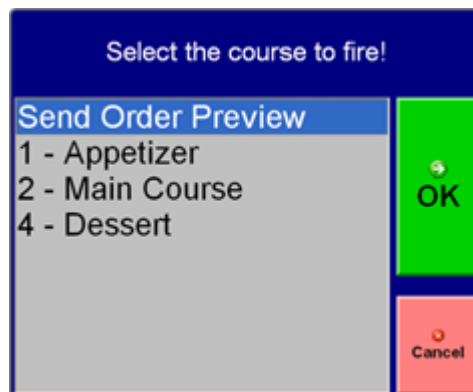 Select the course to fire!
Send Order Preview
1 - Appetizer
2 - Main Course
4 - Dessert
OK
Cancel